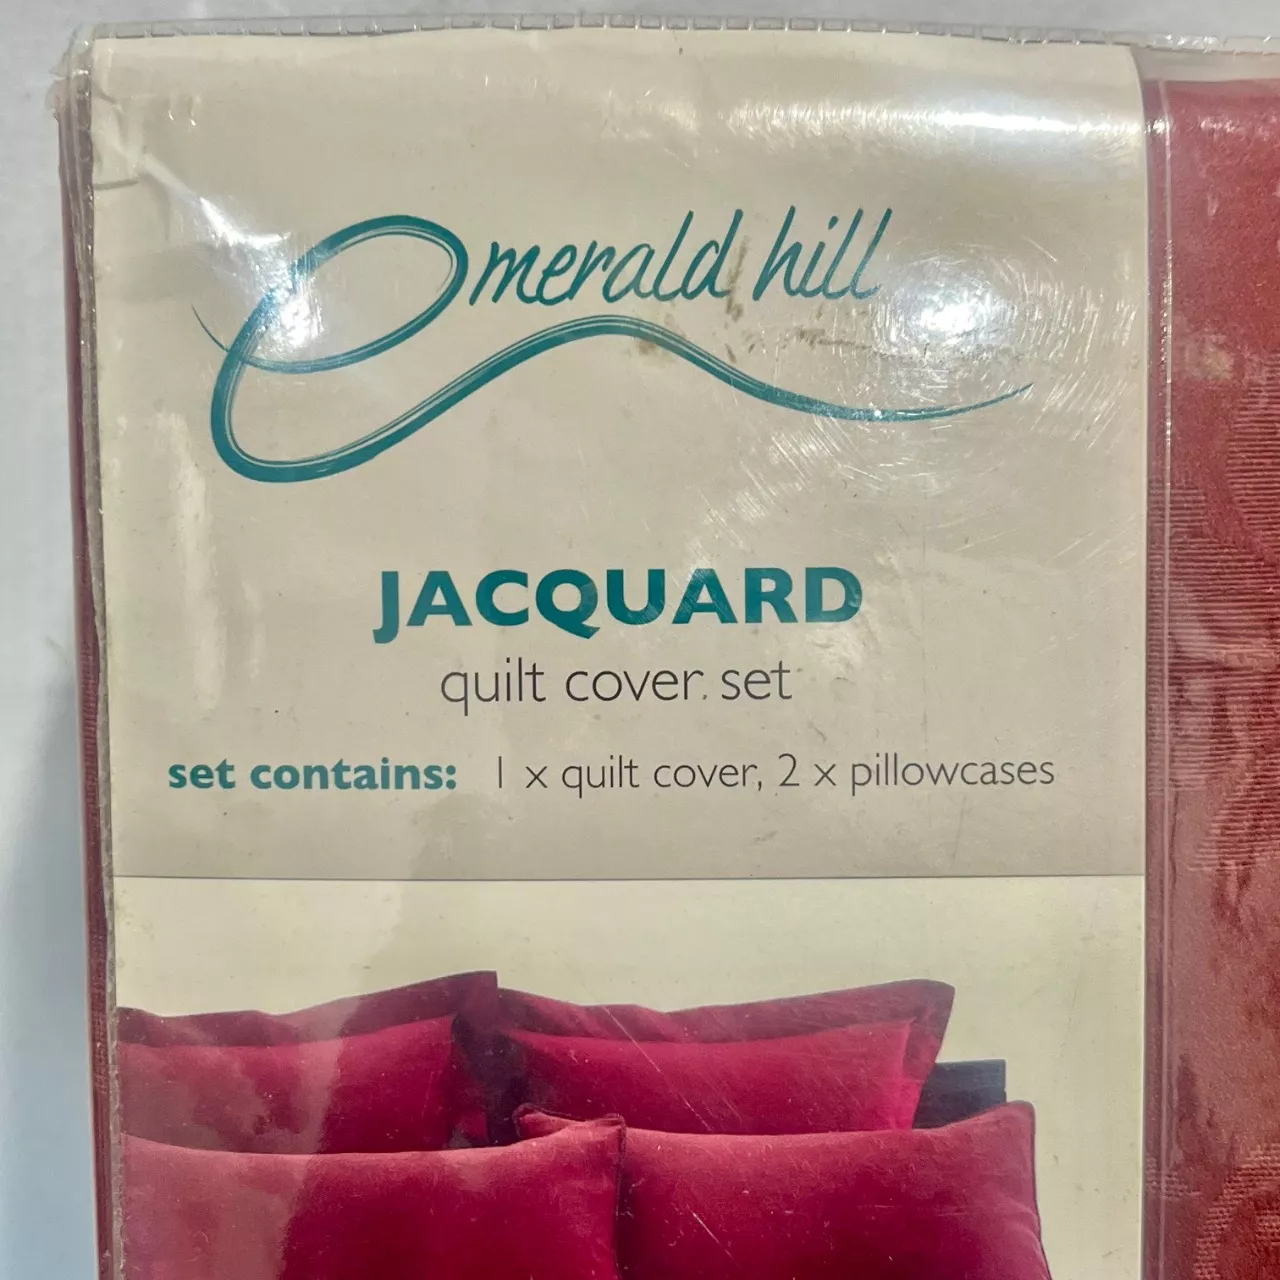 emerald hill
JACQUARD
quilt cover set
set contains: 1 x quilt cover, 2 x pillowcases